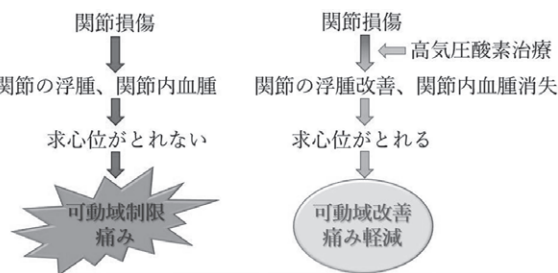 関節損傷
関節の浮腫、関節内血腫
求心位がとれない
可動域制限
痛み
関節損傷
高気圧酸素治療
関節の浮腫改善、関節内血腫消失
求心位がとれる
可動域改善
痛み軽減